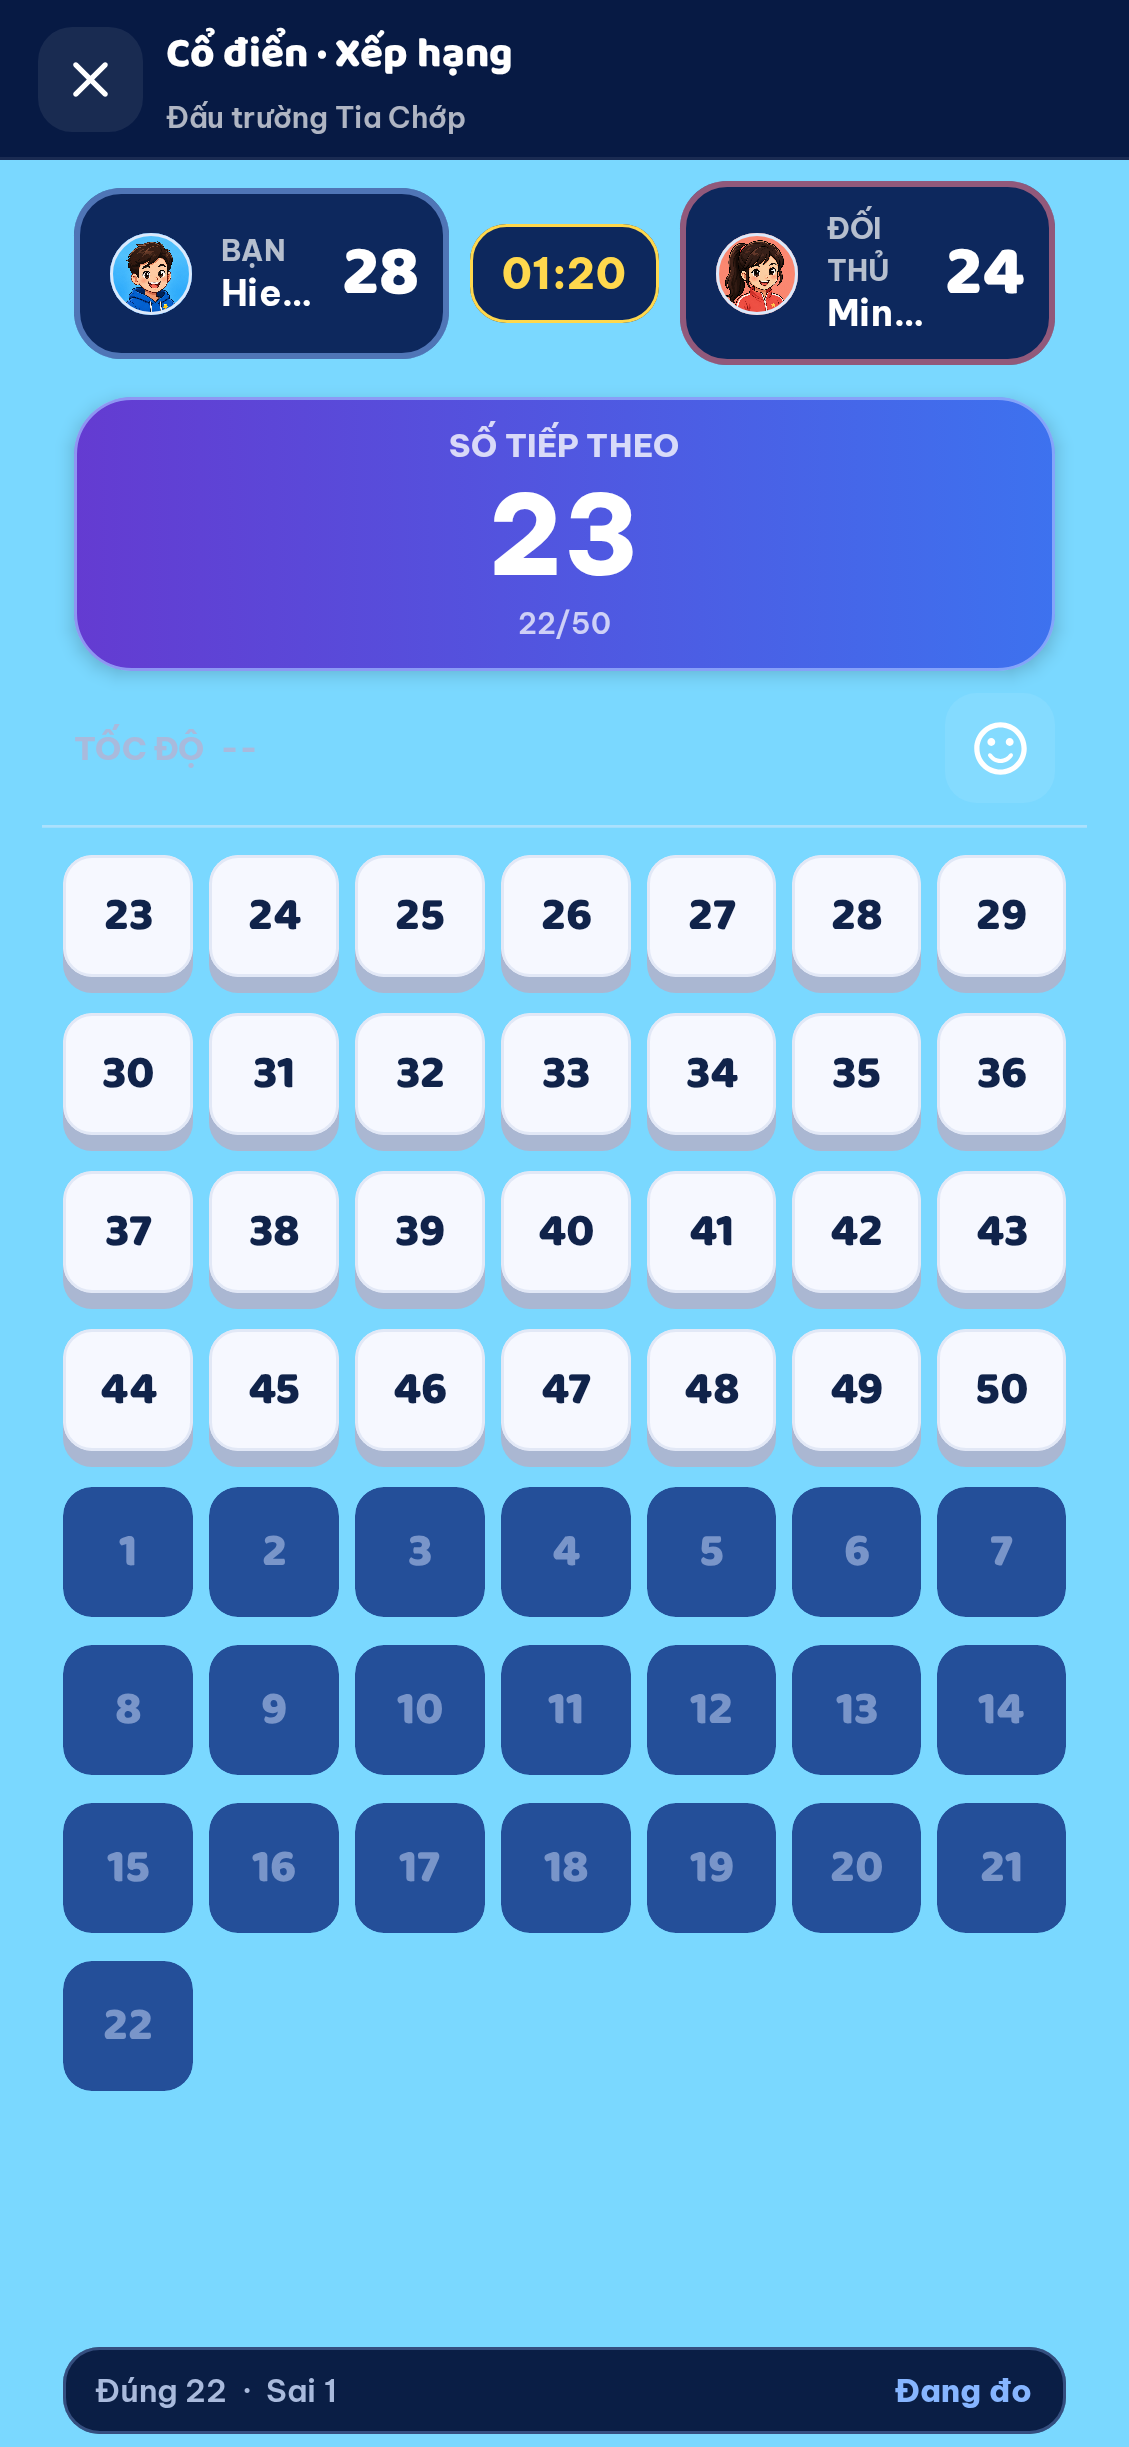 Cổ điển · Xếp hạng
Đấu trường Tia Chớp
BẠN
Hie...
28
01:20
ĐỐI
THỦ
Min...
24
SỐ TIẾP THEO
23
22/50
TỐC ĐỘ --
23 24 25 26 27 28 29
30 31 32 33 34 35 36
37 38 39 40 41 42 43
44 45 46 47 48 49 50
1 2 3 4 5 6 7
8 9 10 11 12 13 14
15 16 17 18 19 20 21
22
Đúng 22 · Sai 1
Đang đo